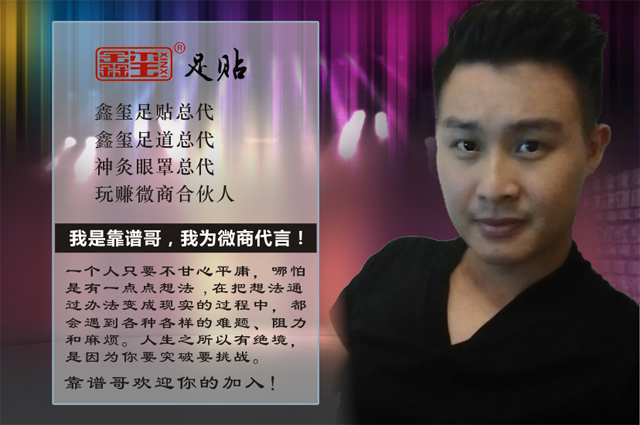 鑫玺 XINXI ® 足贴
鑫玺足贴总代
鑫玺足道总代
神灸眼罩总代
玩赚微商合伙人
我是靠谱哥，我为微商代言！
一个人只要不甘心平庸，哪怕
是有一点点想法，在把想法通
过办法变成现实的过程中，都
会遇到各种各样的难题、阻力
和麻烦。人生之所以有绝境，
是因为你要突破要挑战。
靠谱哥欢迎你的加入！